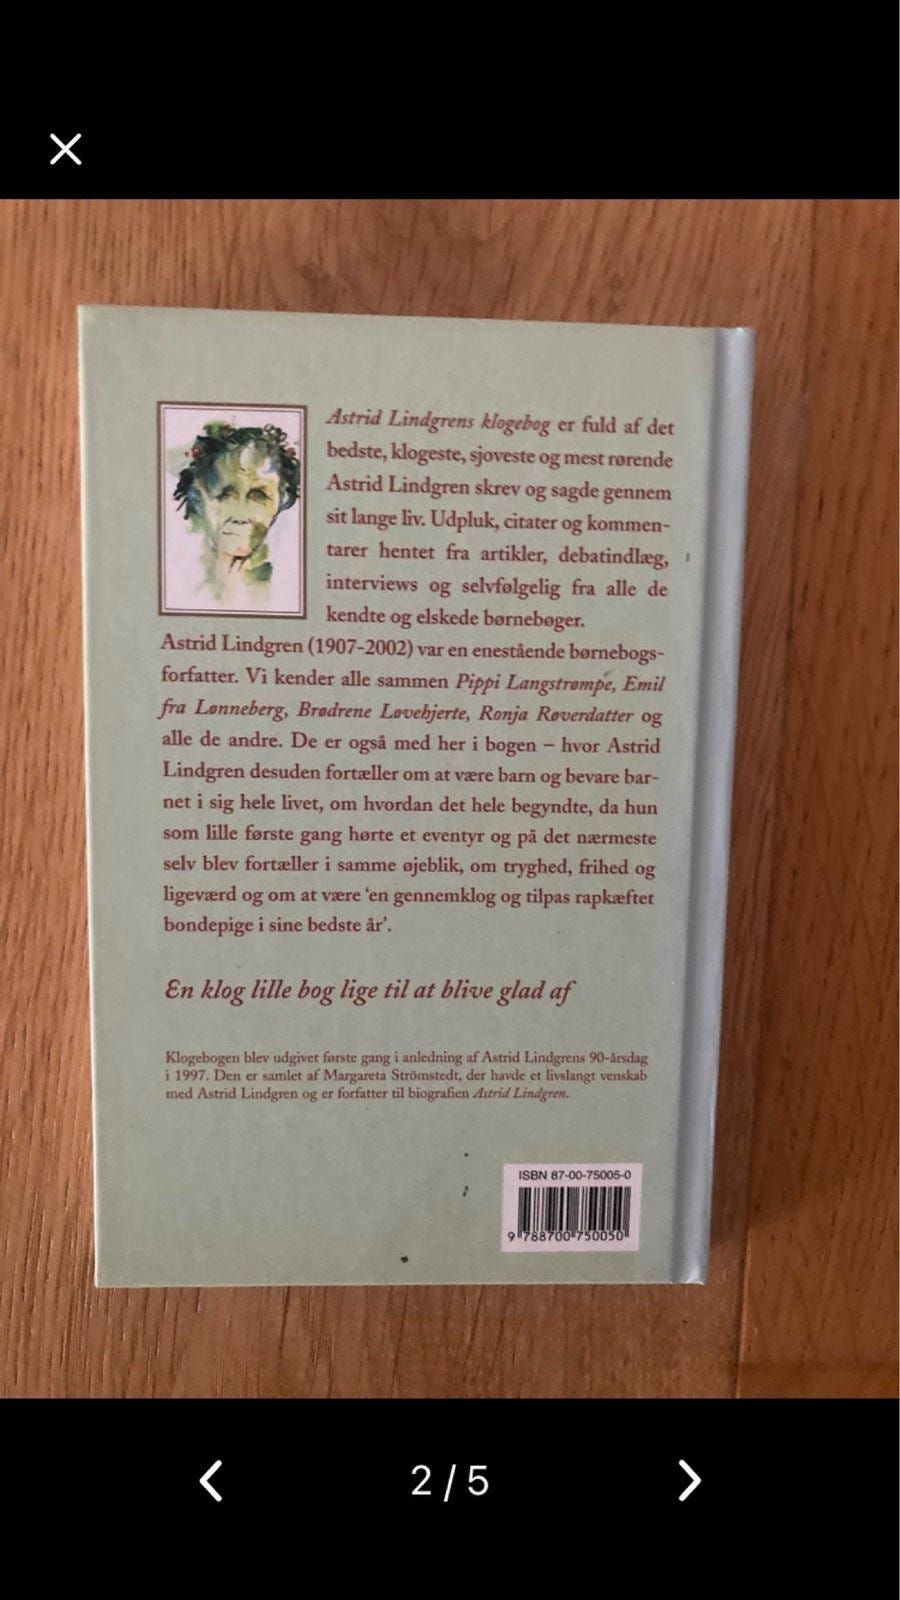 Astrid Lindgrens klogebog er fuld af det
bedste, klogeste, sjoveste og mest rørende
Astrid Lindgren skrev og sagde gennem
sit lange liv. Udpluk, citater og kommen-
tarer hentet fra artikler, debatindlæg,
interviews og selvfølgelig fra alle de
kendte og elskede børnebøger.
Astrid Lindgren (1907-2002) var en enestående børnebogs-
forfatter. Vi kender alle sammen Pippi Langstrømpe, Emil
fra Lønneberg, Brødrene Løvehjerte, Ronja Røverdatter og
alle de andre. De er også med her i bogen – hvor Astrid
Lindgren desuden fortæller om at være barn og bevare bar-
net i sig hele livet, om hvordan det hele begyndte, da hun
som lille første gang hørte et eventyr og på det nærmeste
selv blev fortæller i samme øjeblik, om tryghed, frihed og
ligeværd og om at være ‘en gennemklog og tilpas rapkæftet
bondepige i sine bedste år’.
En klog lille bog lige til at blive glad af
Klogebogen blev udgivet første gang i anledning af Astrid Lindgrens 90-årsdag
i 1997. Den er samlet af Margareta Strömstedt, der havde et livslangt venskab
med Astrid Lindgren og er forfatter til biografien Astrid Lindgren.
ISBN 87-00-75005-0
9 788700 750050
2 / 5